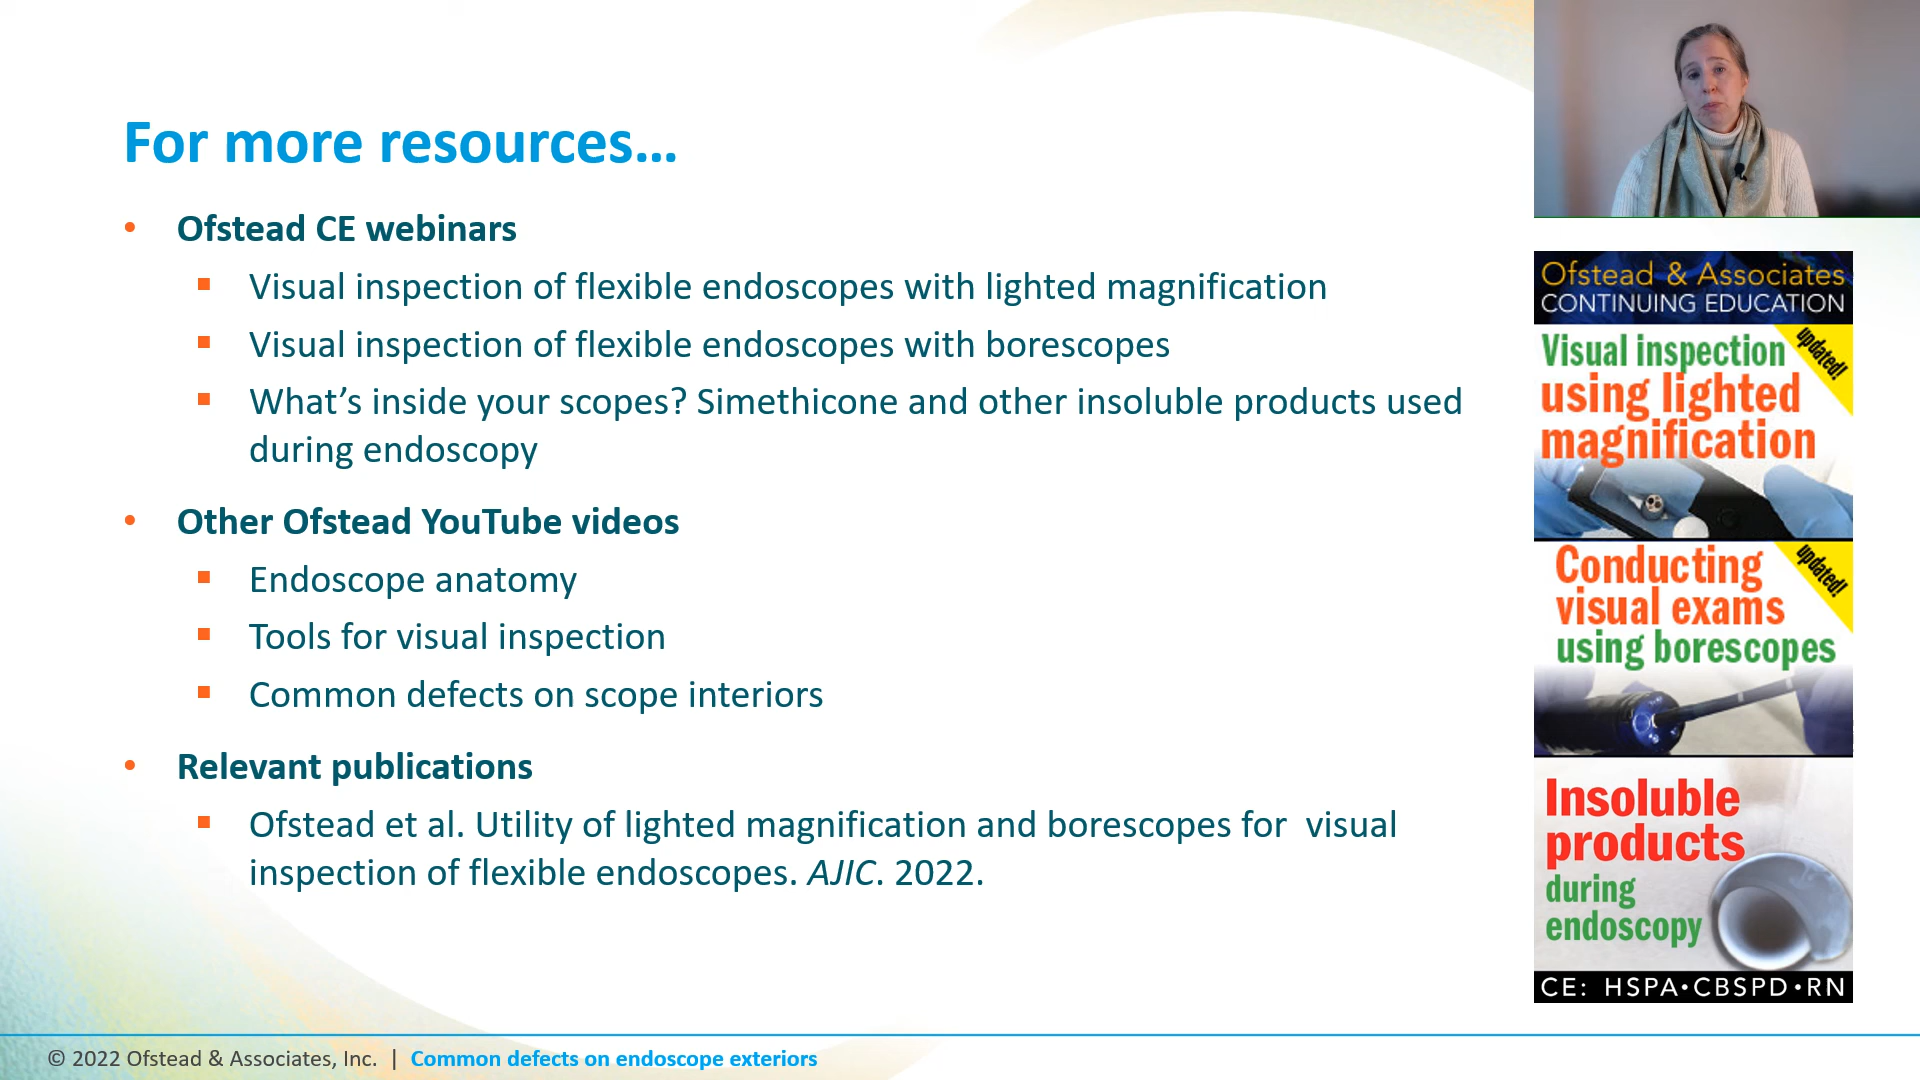 For more resources...
• Ofstead CE webinars
▪ Visual inspection of flexible endoscopes with lighted magnification
▪ Visual inspection of flexible endoscopes with borescopes
▪ What’s inside your scopes? Simethicone and other insoluble products used
during endoscopy
• Other Ofstead YouTube videos
▪ Endoscope anatomy
▪ Tools for visual inspection
▪ Common defects on scope interiors
• Relevant publications
▪ Ofstead et al. Utility of lighted magnification and borescopes for visual
inspection of flexible endoscopes. AJIC. 2022.
Ofstead & Associates
CONTINUING EDUCATION
Visual inspection
updated!
using lighted
magnification
Conducting
updated!
visual exams
using borescopes
Insoluble
products
during
endoscopy
CE: HSPA•CBSPD•RN
© 2022 Ofstead & Associates, Inc. | Common defects on endoscope exteriors